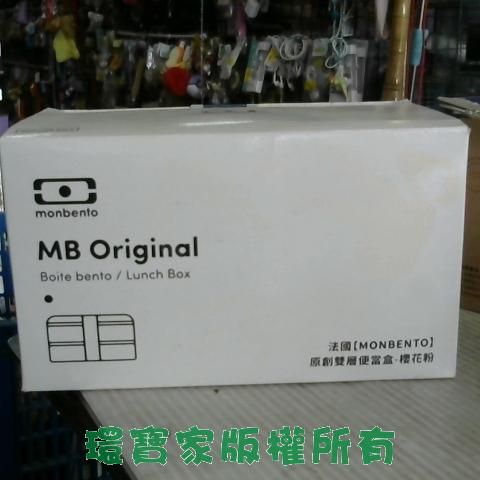 monbento
MB Original
Boite bento / Lunch Box
法國【MONBENTO】
原創雙層便當盒-櫻花粉
環寶家版權所有